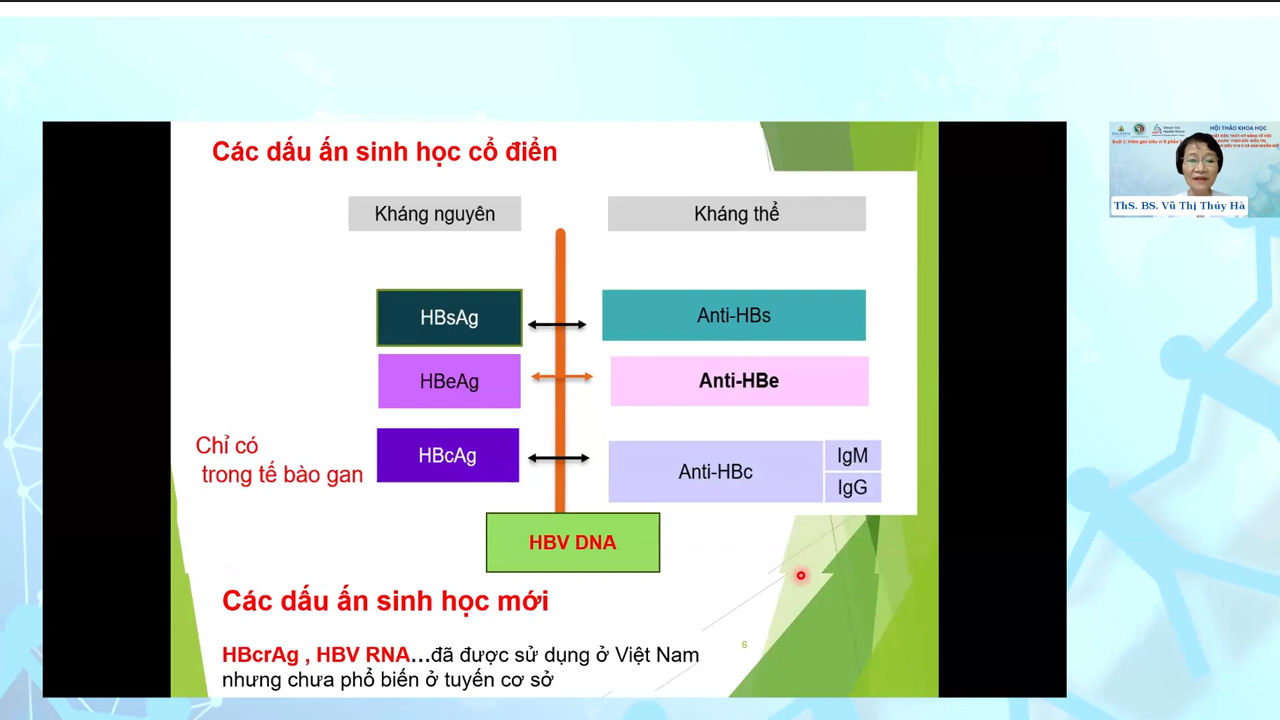 Các dấu ấn sinh học cổ điển
Kháng nguyên
Kháng thể
HBsAg
Anti-HBs
HBeAg
Anti-HBe
Chỉ có
trong tế bào gan
HBcAg
Anti-HBc
IgM
IgG
HBV DNA
Các dấu ấn sinh học mới
HBcrAg , HBV RNA...đã được sử dụng ở Việt Nam
nhưng chưa phổ biến ở tuyến cơ sở
6
HỘI THẢO KHOA HỌC
ThS. BS. Vũ Thị Thúy Hà